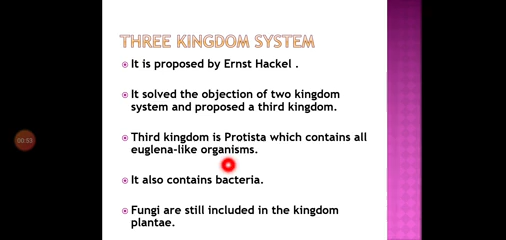 THREE KINGDOM SYSTEM
It is proposed by Ernst Hackel .
It solved the objection of two kingdom
system and proposed a third kingdom.
Third kingdom is Protista which contains all
euglena-like organisms.
00:53
It also contains bacteria.
Fungi are still included in the kingdom
plantae.